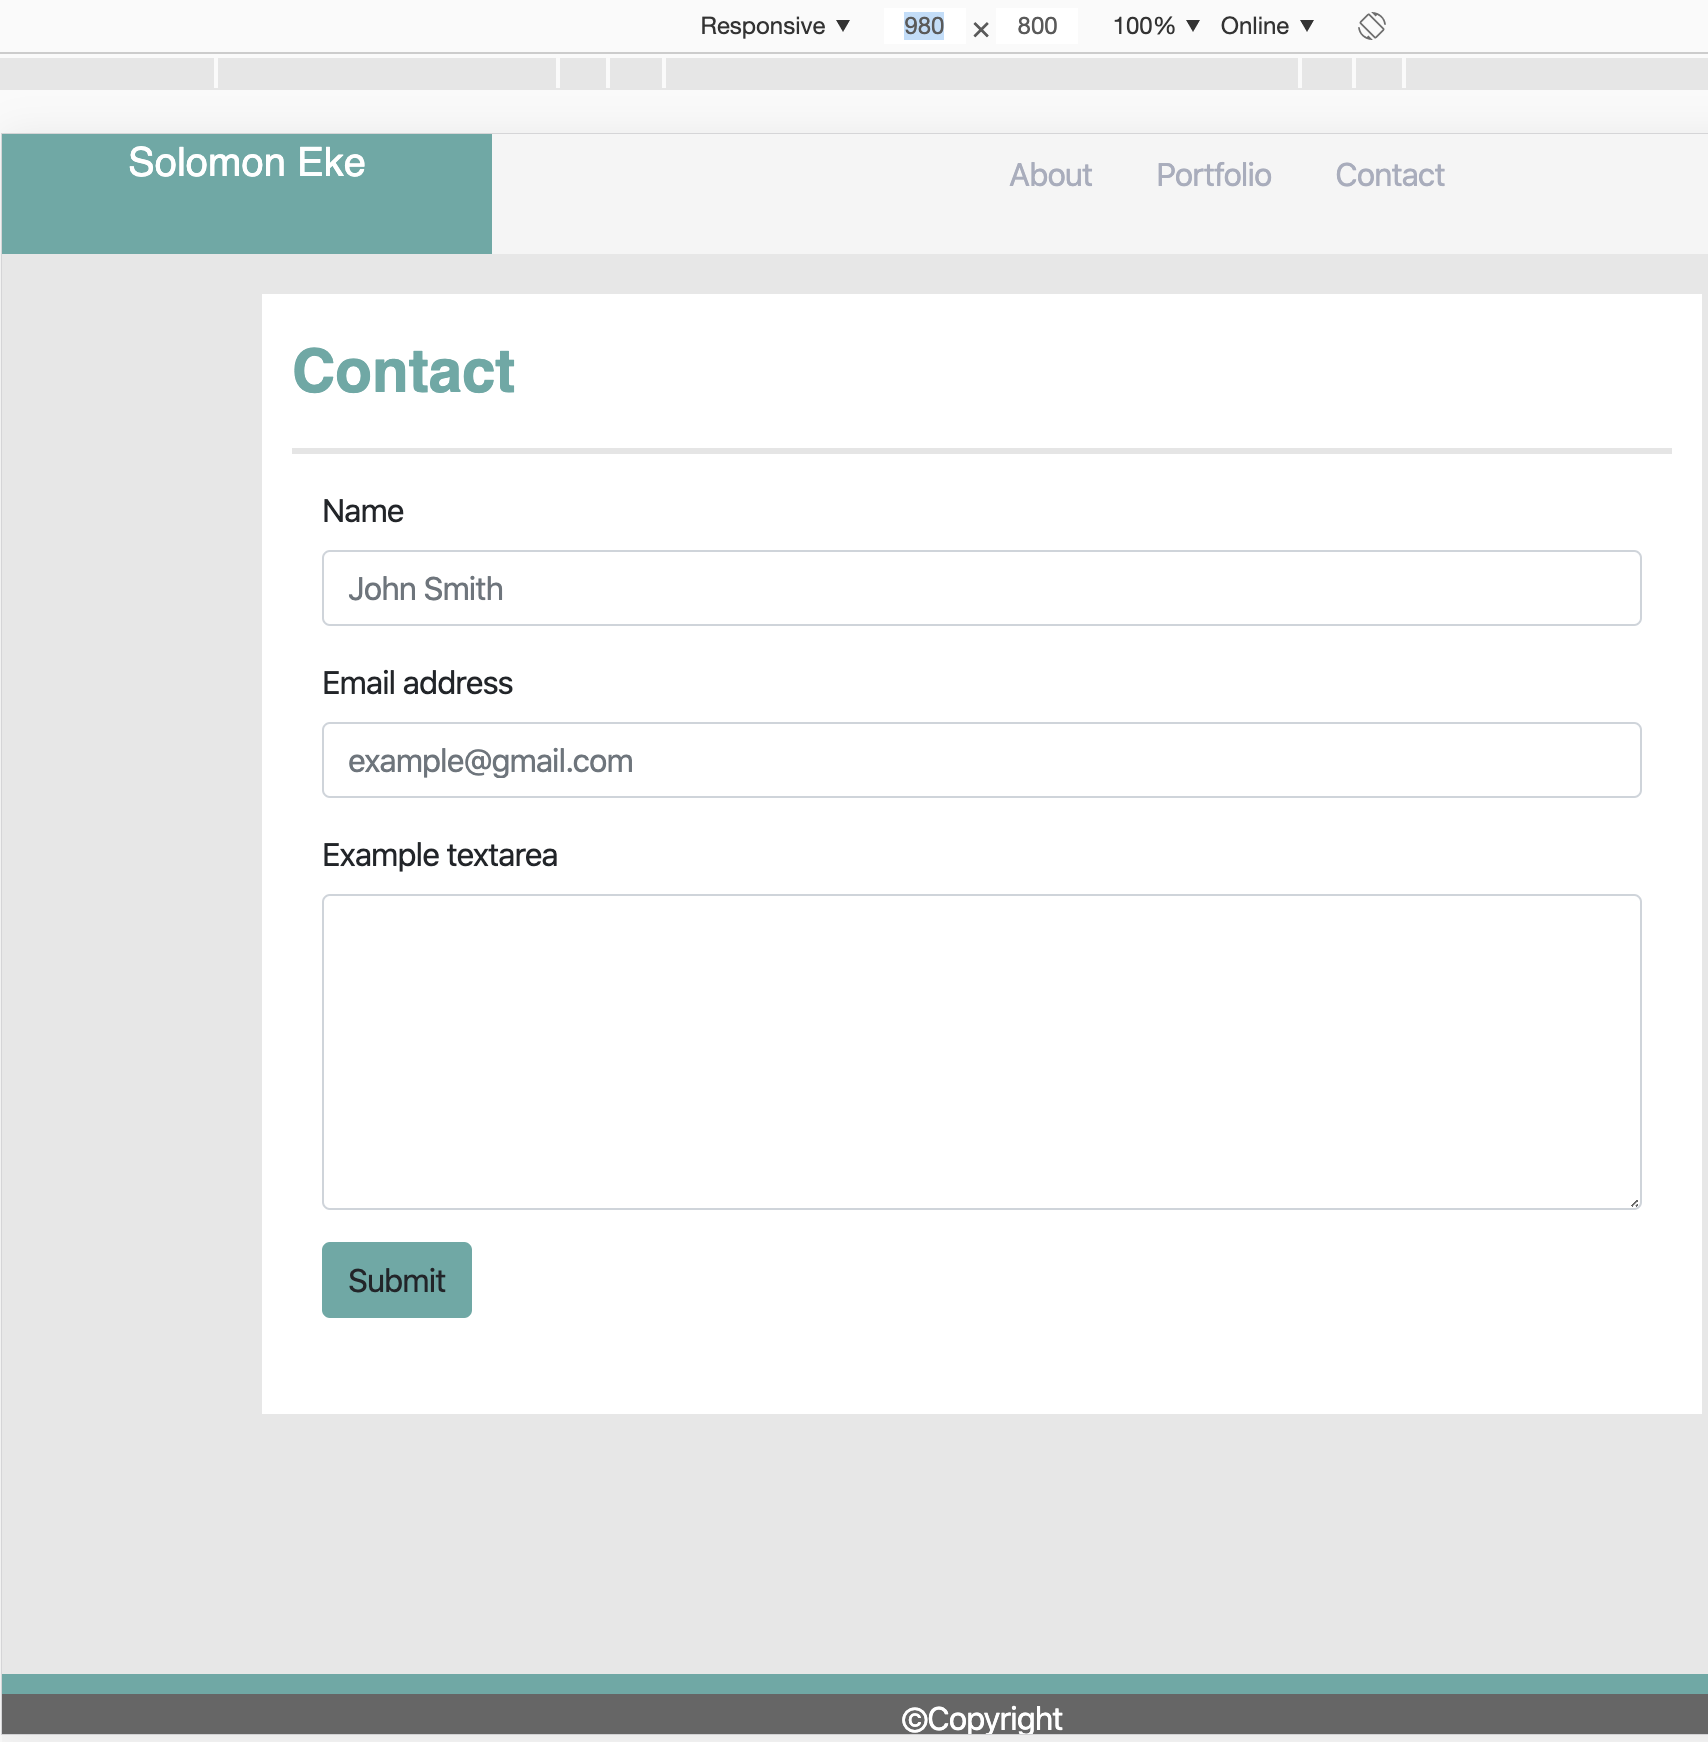 Responsive ▼ 980 × 800 100% ▼ Online ▼
Solomon Eke
About Portfolio Contact
Contact
Name
John Smith
Email address
example@gmail.com
Example textarea
Submit
©Copyright